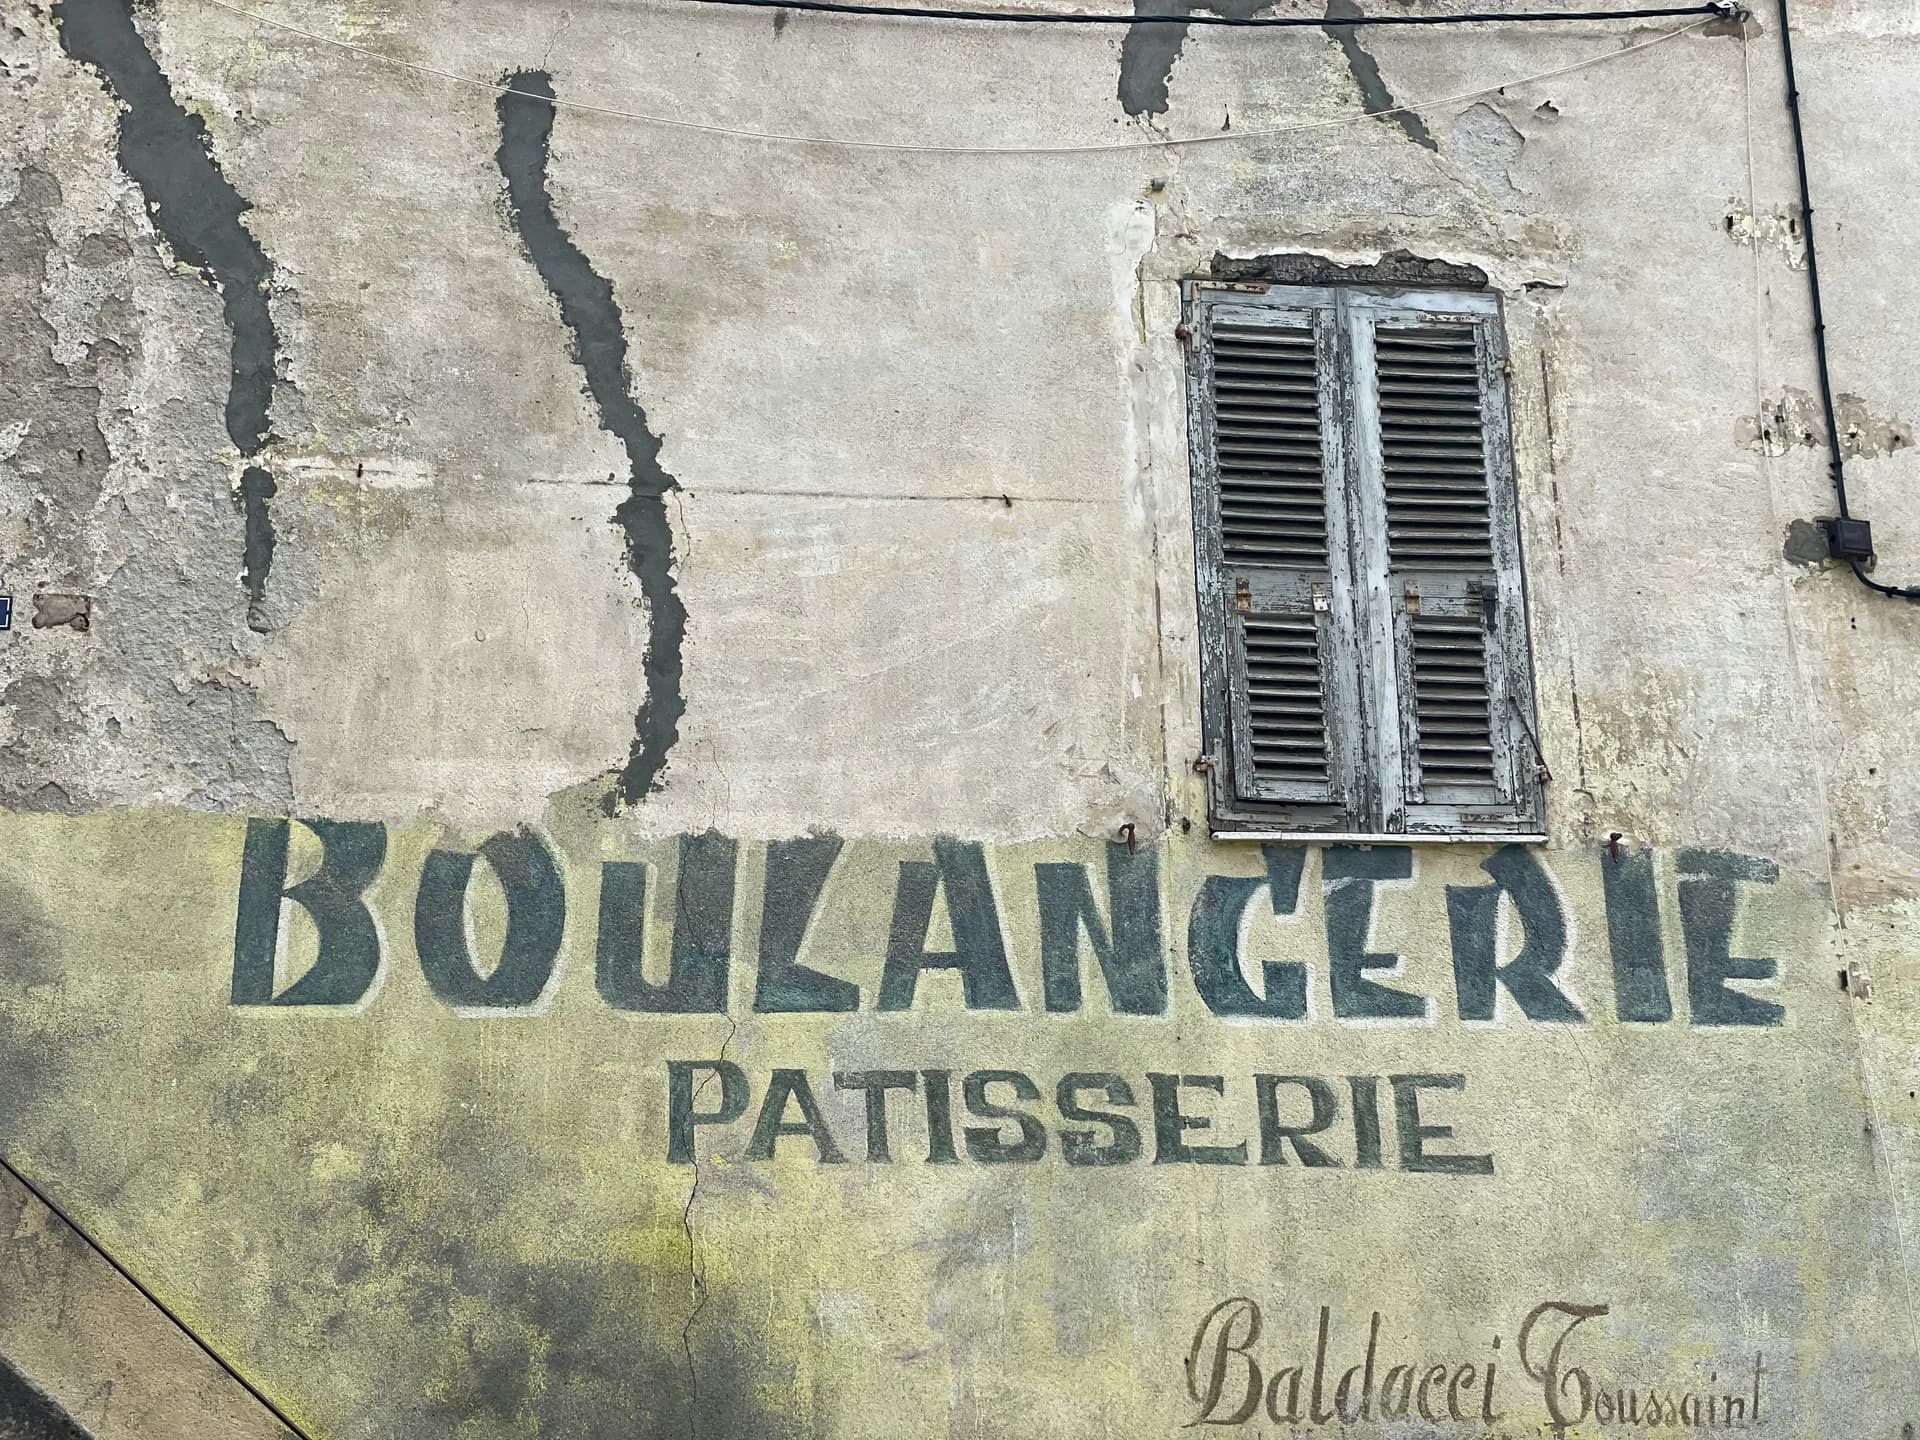 BOULANGERIE
PATISSERIE
Baldacci Toussaint